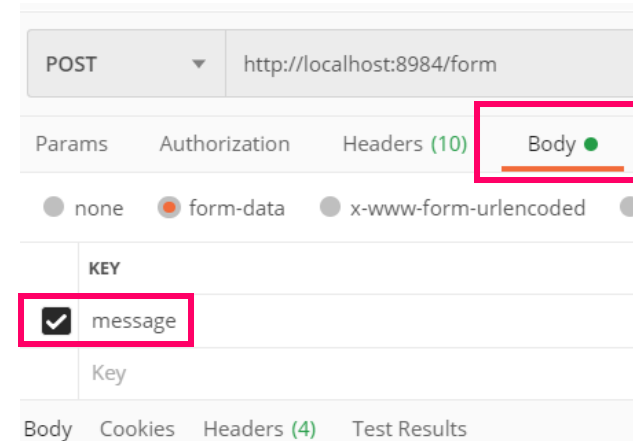 POST http://localhost:8984/form
Params Authorization Headers (10) Body
none form-data x-www-form-urlencoded
KEY
message
Key
Body Cookies Headers (4) Test Results